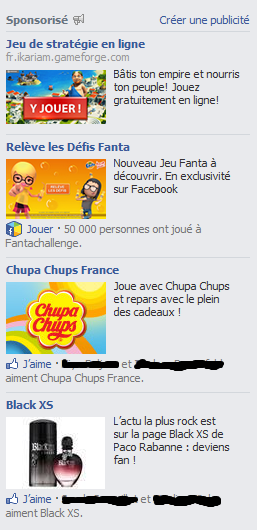 Sponsorisé Créer une publicité
Jeu de stratégie en ligne
fr.ikariam.gameforge.com
Y JOUER !
Bâtis ton empire et nourris
ton peuple! Jouez
gratuitement en ligne!
Relève les Défis Fanta
Nouveau Jeu Fanta à
découvrir. En exclusivité
sur Facebook
Jouer · 50 000 personnes ont joué à
Fantachallenge.
Chupa Chups France
Chupa
Chups
Joue avec Chupa Chups
et repars avec le plein
des cadeaux !
J'aime · et
aiment Chupa Chups France.
Black XS
L'actu la plus rock est
sur la page Black XS de
Paco Rabanne : deviens
fan !
J'aime · et
aiment Black XS.